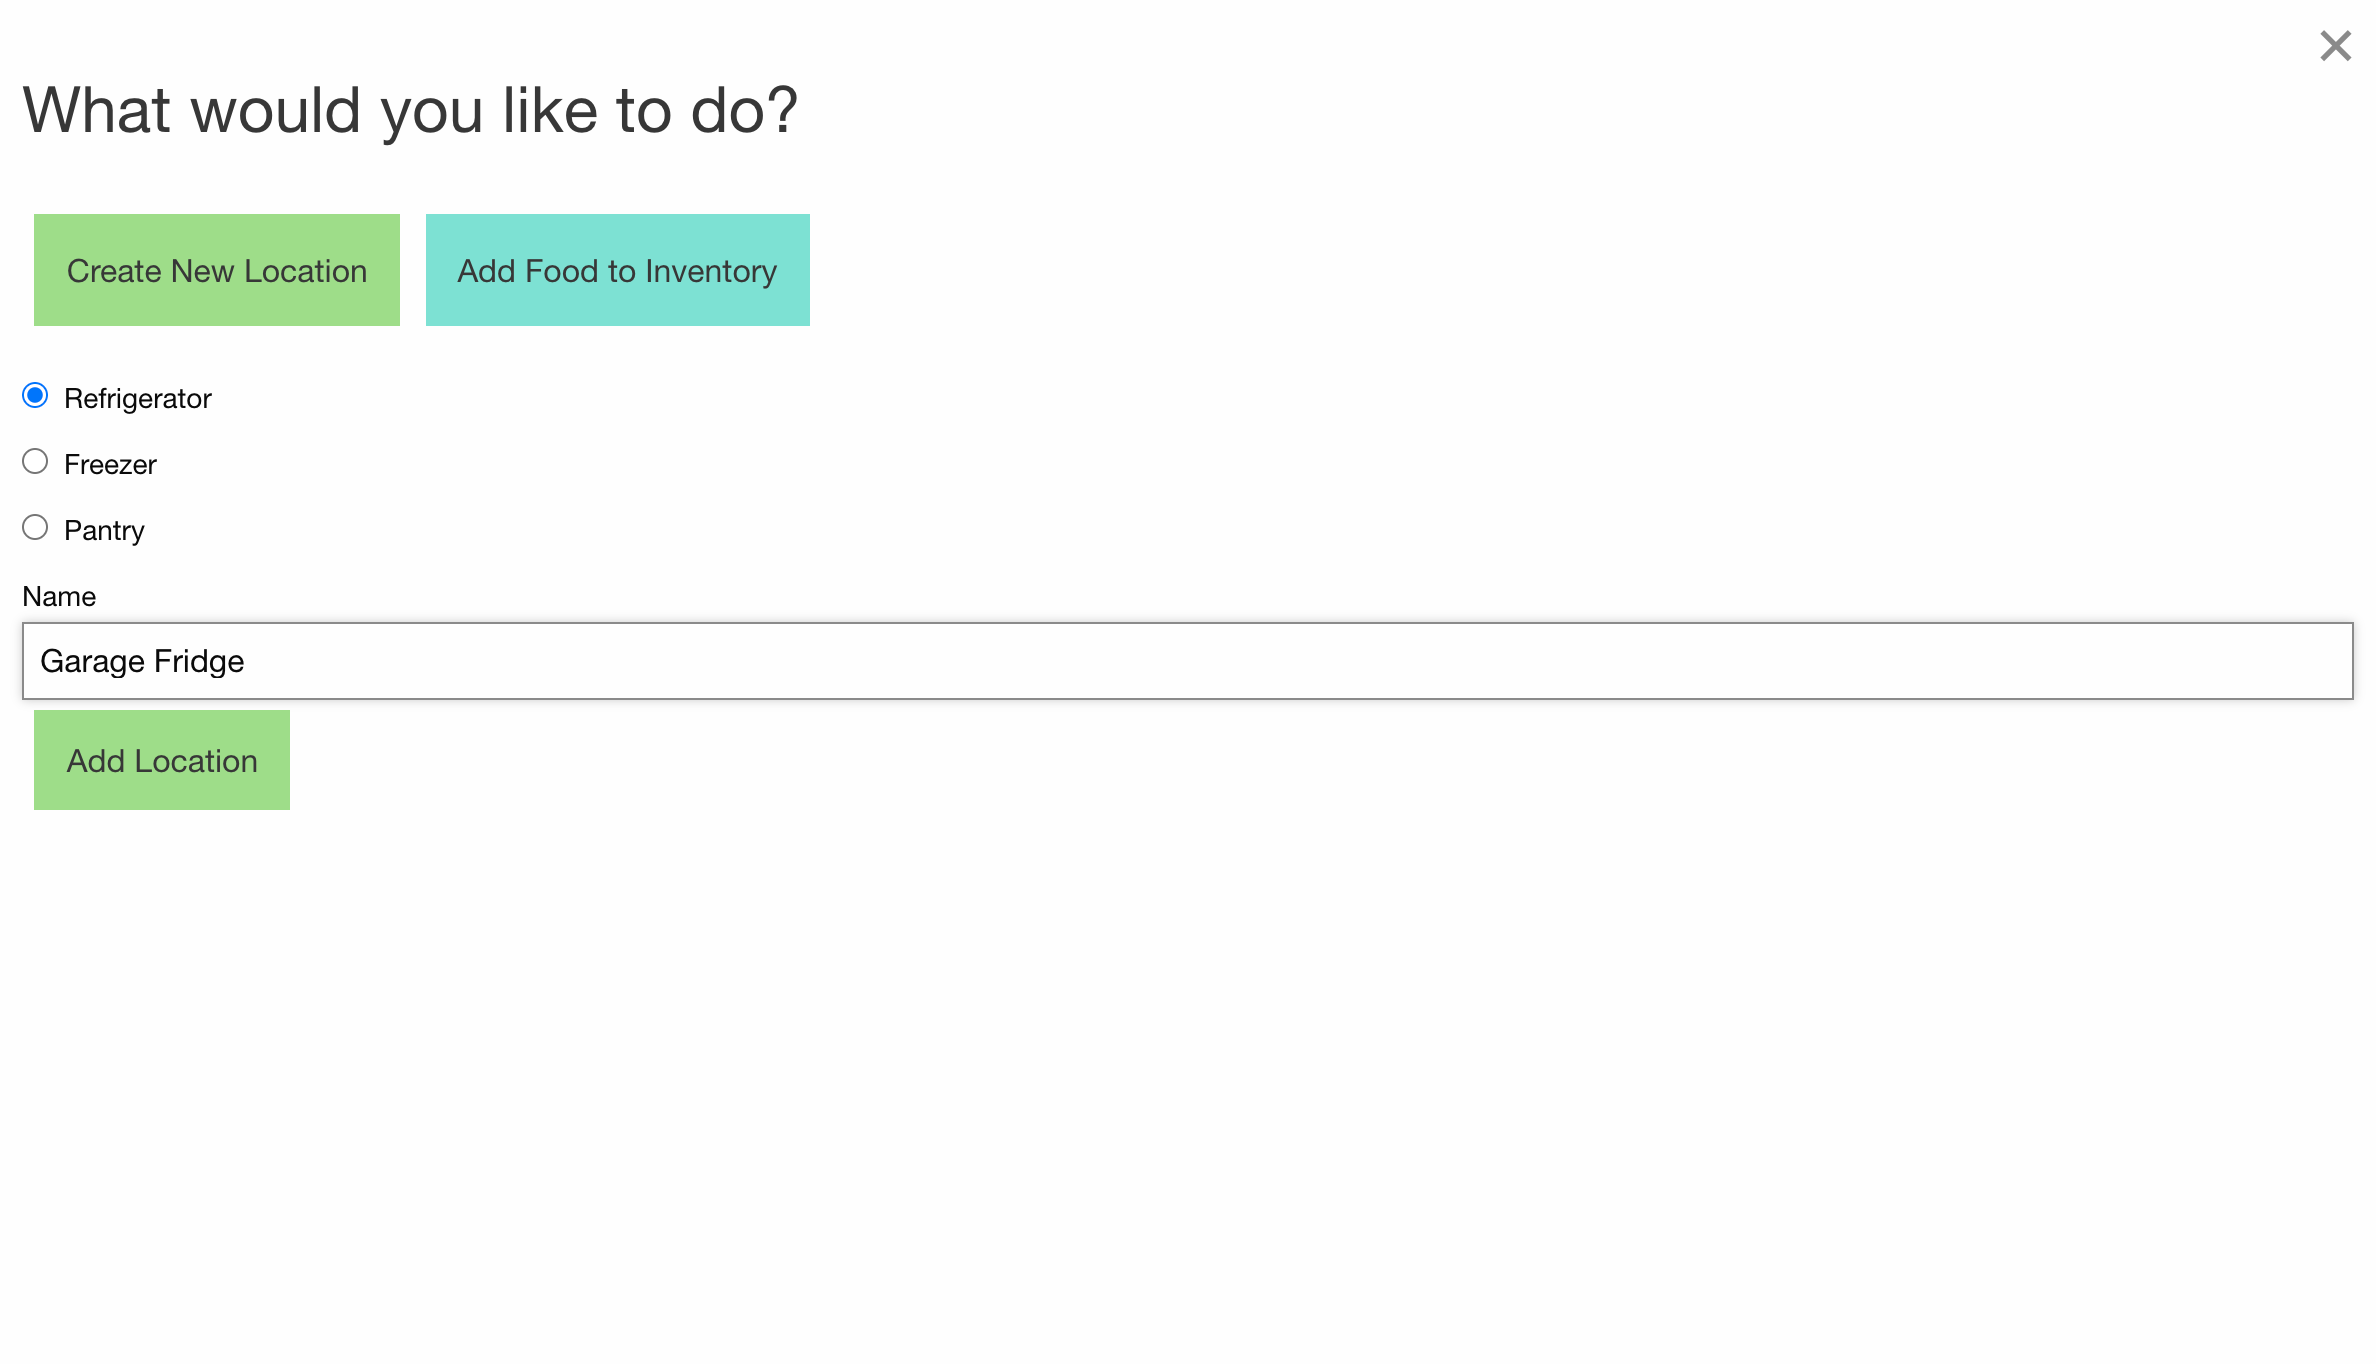 What would you like to do?
Create New Location Add Food to Inventory
Refrigerator
Freezer
Pantry
Name
Garage Fridge
Add Location